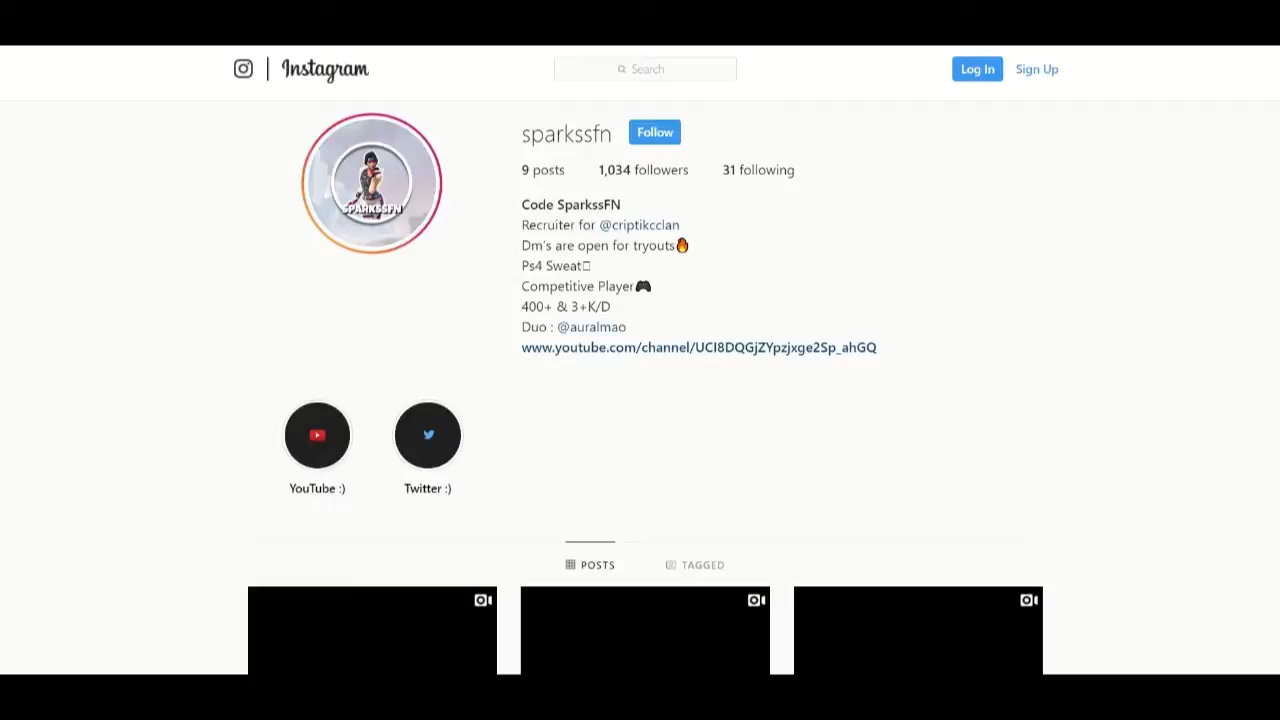 Instagram
Search
Log In
Sign Up
SPARKSSFN
sparkssfn
Follow
9 posts
1,034 followers
31 following
Code SparkssFN
Recruiter for @criptikcclan
Dm's are open for tryouts🔥
Ps4 Sweat
Competitive Player🎮
400+ & 3+K/D
Duo : @auralmao
www.youtube.com/channel/UCI8DQGjZYpzjxge2Sp_ahGQ
YouTube :)
Twitter :)
POSTS
TAGGED